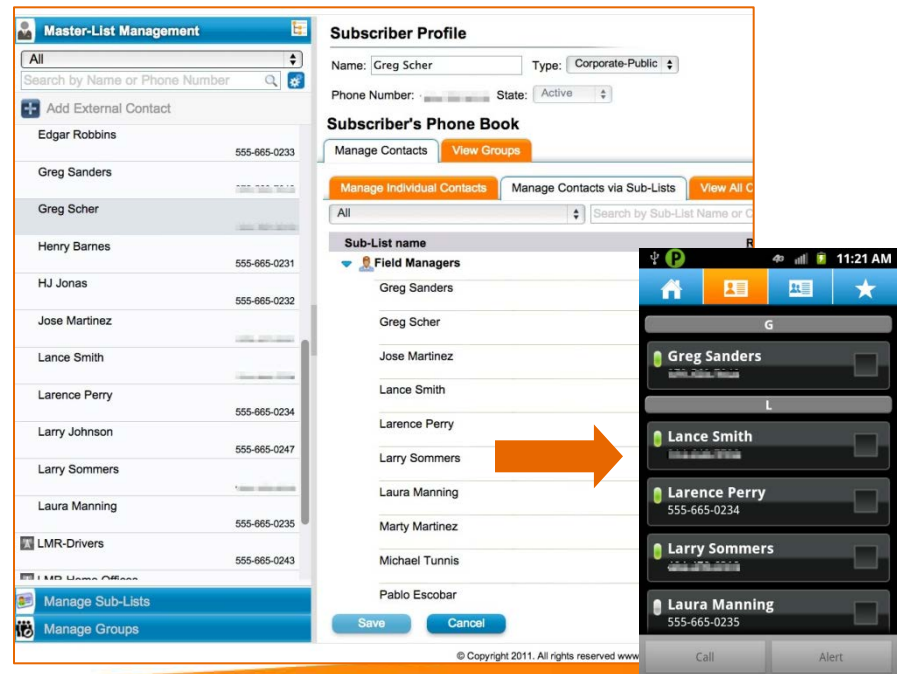 Master-List Management
All
Search by Name or Phone Number
Add External Contact
Edgar Robbins
555-665-0233
Greg Sanders
Greg Scher
Henry Barnes
555-665-0231
HJ Jonas
555-665-0232
Jose Martinez
Lance Smith
Larence Perry
555-665-0234
Larry Johnson
555-665-0247
Larry Sommers
Laura Manning
555-665-0235
LMR-Drivers
555-665-0243
LMR-Home Offices
Manage Sub-Lists
Manage Groups
Subscriber Profile
Name: Greg Scher Type: Corporate-Public
Phone Number: State: Active
Subscriber's Phone Book
Manage Contacts View Groups
Manage Individual Contacts Manage Contacts via Sub-Lists View All C
All Search by Sub-List Name or C
Sub-List name R
Field Managers
Greg Sanders
Greg Scher
Jose Martinez
Lance Smith
Larence Perry
Larry Sommers
Laura Manning
Marty Martinez
Michael Tunnis
Pablo Escobar
Save Cancel
© Copyright 2011. All rights reserved www
11:21 AM
G
Greg Sanders
L
Lance Smith
Larence Perry
555-665-0234
Larry Sommers
Laura Manning
555-665-0235
Call Alert